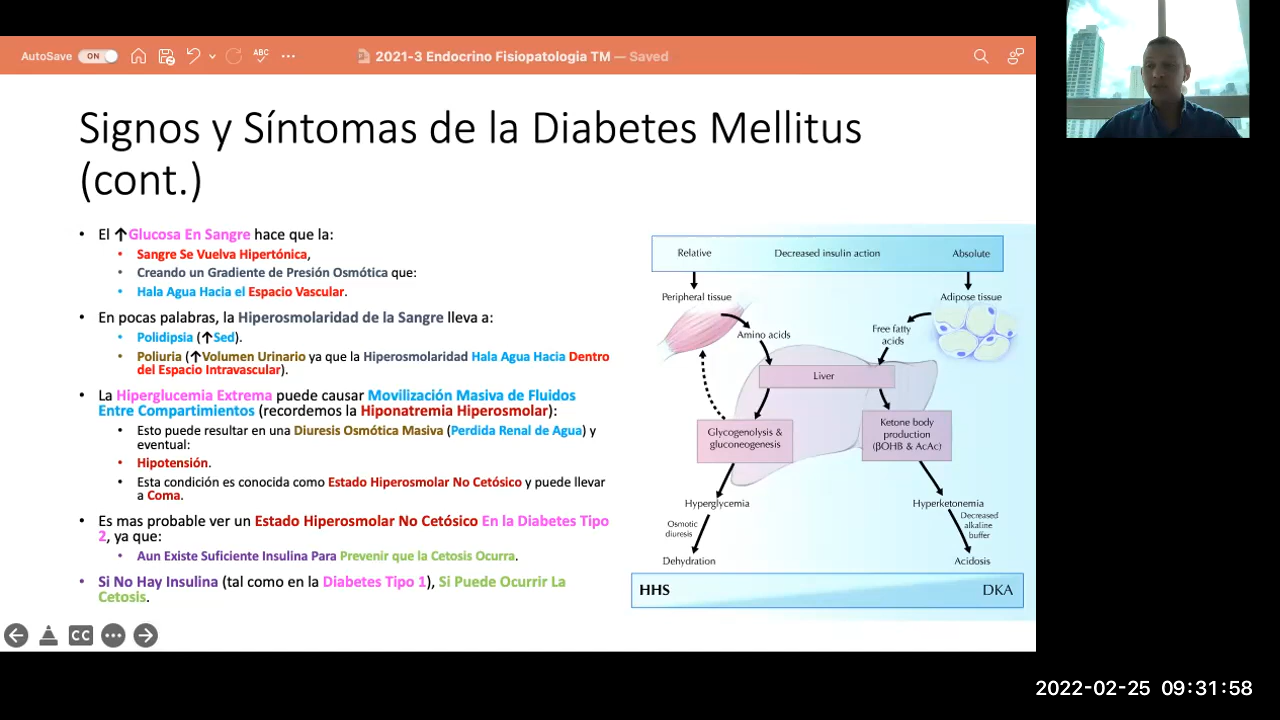 AutoSave ON ABC ... 2021-3 Endocrino Fisiopatologia TM — Saved
Signos y Síntomas de la Diabetes Mellitus
(cont.)
• El ↑Glucosa En Sangre hace que la:
• Sangre Se Vuelva Hipertónica,
• Creando un Gradiente de Presión Osmótica que:
• Hala Agua Hacia el Espacio Vascular.
• En pocas palabras, la Hiperosmolaridad de la Sangre lleva a:
• Polidipsia (↑Sed).
• Poliuria (↑Volumen Urinario ya que la Hiperosmolaridad Hala Agua Hacia Dentro
del Espacio Intravascular).
• La Hiperglucemia Extrema puede causar Movilización Masiva de Fluidos
Entre Compartimientos (recordemos la Hiponatremia Hiperosmolar):
• Esto puede resultar en una Diuresis Osmótica Masiva (Perdida Renal de Agua) y
eventual:
• Hipotensión.
• Esta condición es conocida como Estado Hiperosmolar No Cetósico y puede llevar
a Coma.
• Es mas probable ver un Estado Hiperosmolar No Cetósico En la Diabetes Tipo
2, ya que:
• Aun Existe Suficiente Insulina Para Prevenir que la Cetosis Ocurra.
• Si No Hay Insulina (tal como en la Diabetes Tipo 1), Si Puede Ocurrir La
Cetosis.
Relative Decreased insulin action Absolute
Peripheral tissue Adipose tissue
Amino acids
Free fatty
acids
Liver
Glycogenolysis &
gluconeogenesis
Ketone body
production
(βOHB & AcAc)
Hyperglycemia Hyperketonemia
Osmotic
diuresis
Decreased
alkaline
buffer
Dehydration Acidosis
HHS DKA
CC
2022-02-25 09:31:58